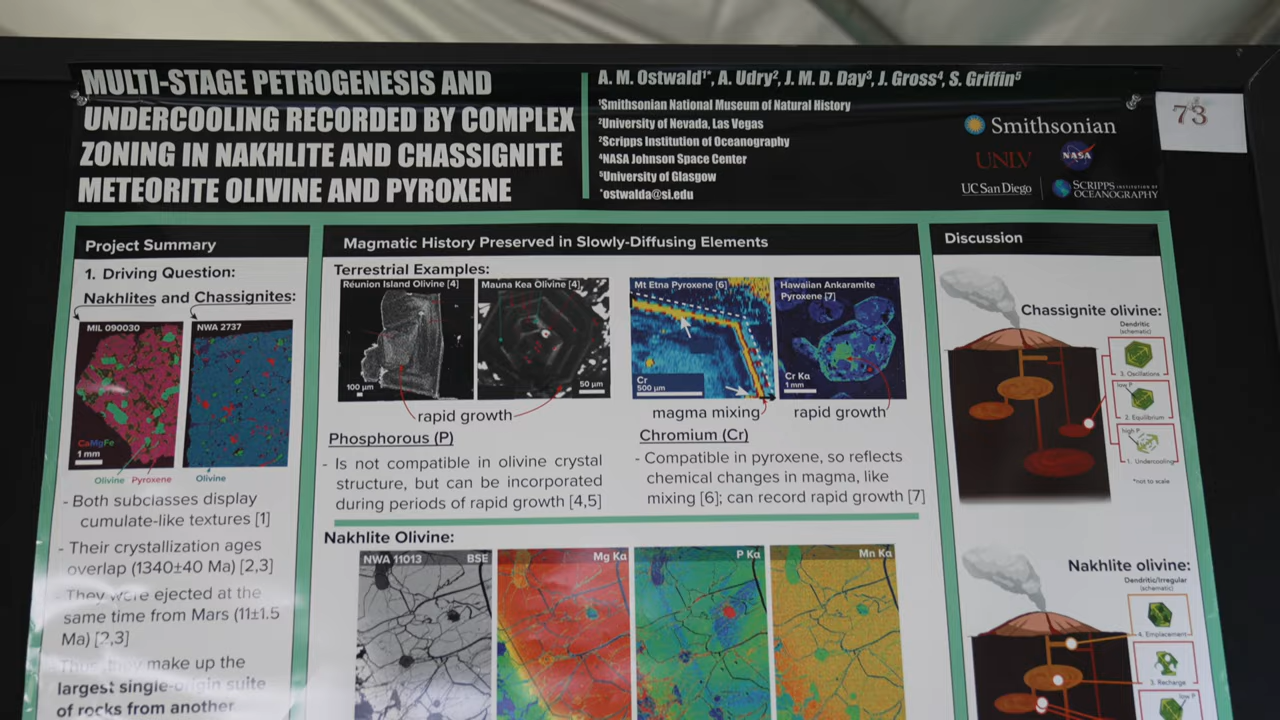 MULTI-STAGE PETROGENESIS AND
UNDERCOOLING RECORDED BY COMPLEX
ZONING IN NAKHLITE AND CHASSIGNITE
METEORITE OLIVINE AND PYROXENE
A. M. Ostwald¹*, A. Udry², J. M. D. Day³, J. Gross⁴, S. Griffin⁵
¹Smithsonian National Museum of Natural History
²University of Nevada, Las Vegas
³Scripps Institution of Oceanography
⁴NASA Johnson Space Center
⁵University of Glasgow
*ostwalda@si.edu
Smithsonian
UNLV
NASA
UC San Diego
SCRIPPS INSTITUTION OF
OCEANOGRAPHY
73
Project Summary
1. Driving Question:
Nakhlites and Chassignites:
MIL 090030
NWA 2737
CaMgFe
1 mm
Olivine Pyroxene
Olivine
- Both subclasses display
cumulate-like textures [1]
- Their crystallization ages
overlap (1340±40 Ma) [2,3]
- They were ejected at the
same time from Mars (11±1.5
Ma) [2,3]
- Thus, they make up the
largest single-origin suite
of rocks from another
Magmatic History Preserved in Slowly-Diffusing Elements
Terrestrial Examples:
Réunion Island Olivine [4]
100 µm
Mauna Kea Olivine [4]
50 µm
rapid growth
Mt Etna Pyroxene [6]
Cr
500 µm
magma mixing
Hawaiian Ankaramite
Pyroxene [7]
Cr Kα
1 mm
rapid growth
Phosphorous (P)
- Is not compatible in olivine crystal
structure, but can be incorporated
during periods of rapid growth [4,5]
Chromium (Cr)
- Compatible in pyroxene, so reflects
chemical changes in magma, like
mixing [6]; can record rapid growth [7]
Nakhlite Olivine:
NWA 11013
BSE
Mg Kα
P Kα
Mn Kα
Discussion
Chassignite olivine:
Dendritic
(schematic)
3. Oscillations
low P
2. Equilibrium
high P
1. Undercooling
*not to scale
Nakhlite olivine:
Dendritic/Irregular
(schematic)
4. Emplacement
3. Recharge
low P